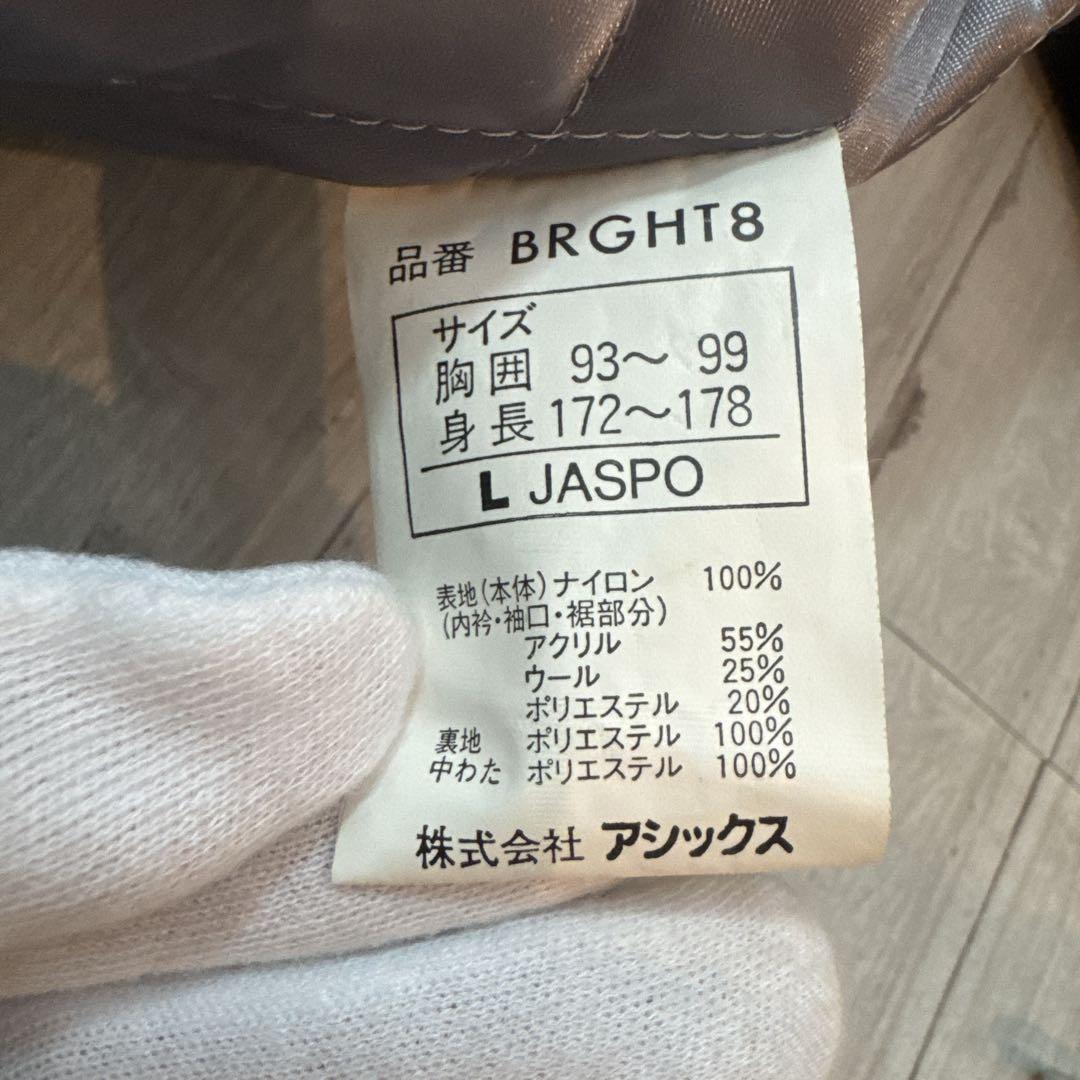 品番 BRGHT8
サイズ
胸囲 93～ 99
身長 172～178
L JASPO
表地(本体)ナイロン 100%
(内衿・袖口・裾部分)
アクリル 55%
ウール 25%
ポリエステル 20%
裏地 ポリエステル 100%
中わた ポリエステル 100%
株式会社 アシックス